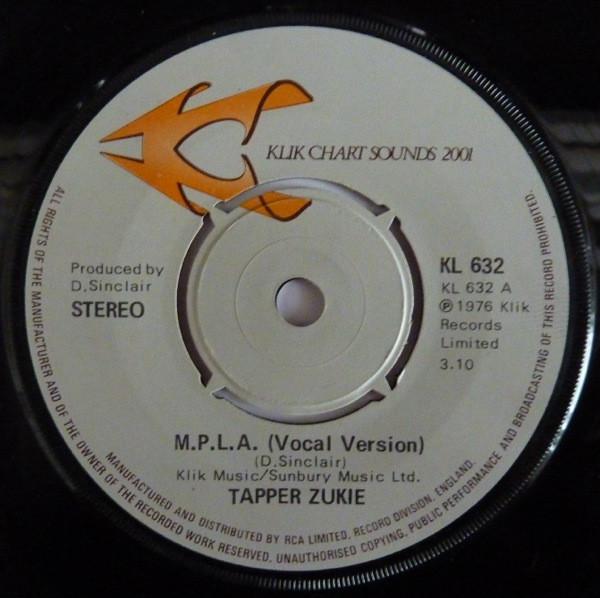 KLIK CHART SOUNDS 2001
Produced by
D.Sinclair
STEREO
KL 632
KL 632 A
℗ 1976 Klik
Records
Limited
3.10
M.P.L.A. (Vocal Version)
(D.Sinclair)
Klik Music/Sunbury Music Ltd.
TAPPER ZUKIE
ALL RIGHTS OF THE MANUFACTURER AND OF THE OWNER OF THE RECORDED WORK RESERVED. UNAUTHORISED COPYING, PUBLIC PERFORMANCE AND BROADCASTING OF THIS RECORD PROHIBITED.
MANUFACTURED AND DISTRIBUTED BY RCA LIMITED, RECORD DIVISION, ENGLAND.